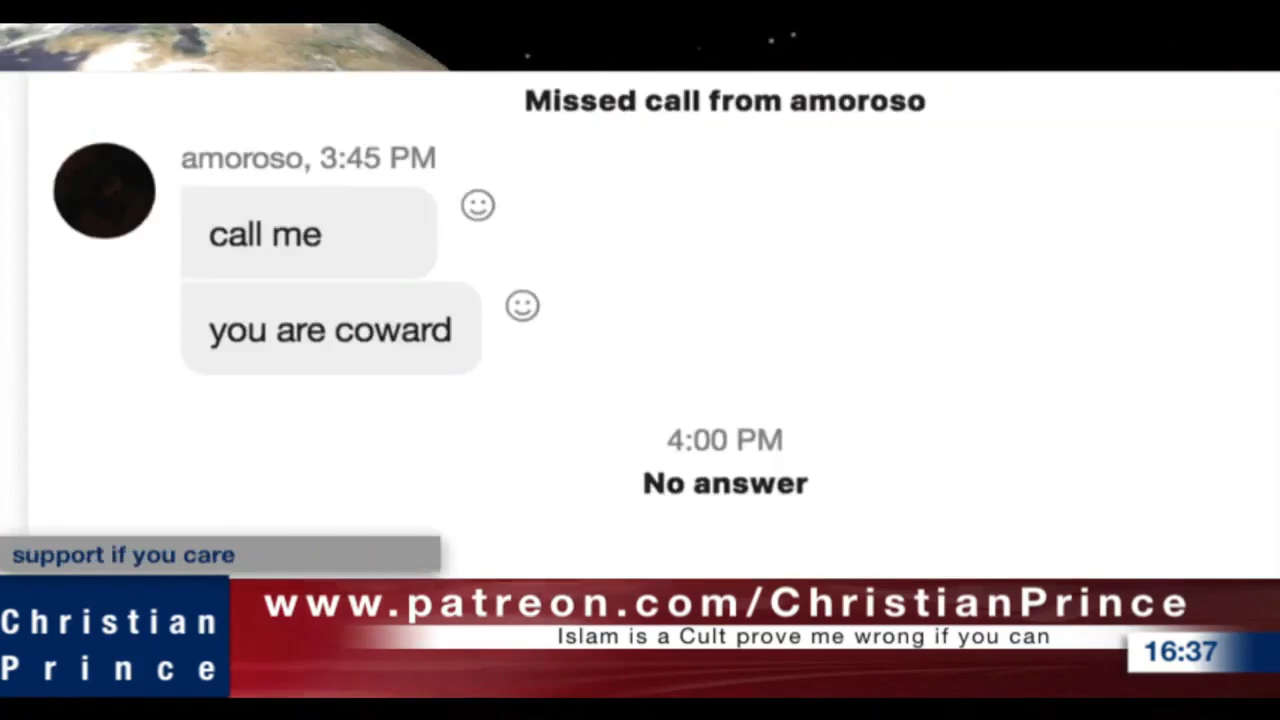 Missed call from amoroso
amoroso, 3:45 PM
call me
you are coward
4:00 PM
No answer
support if you care
Christian
Prince
www.patreon.com/ChristianPrince
Islam is a Cult prove me wrong if you can
16:37